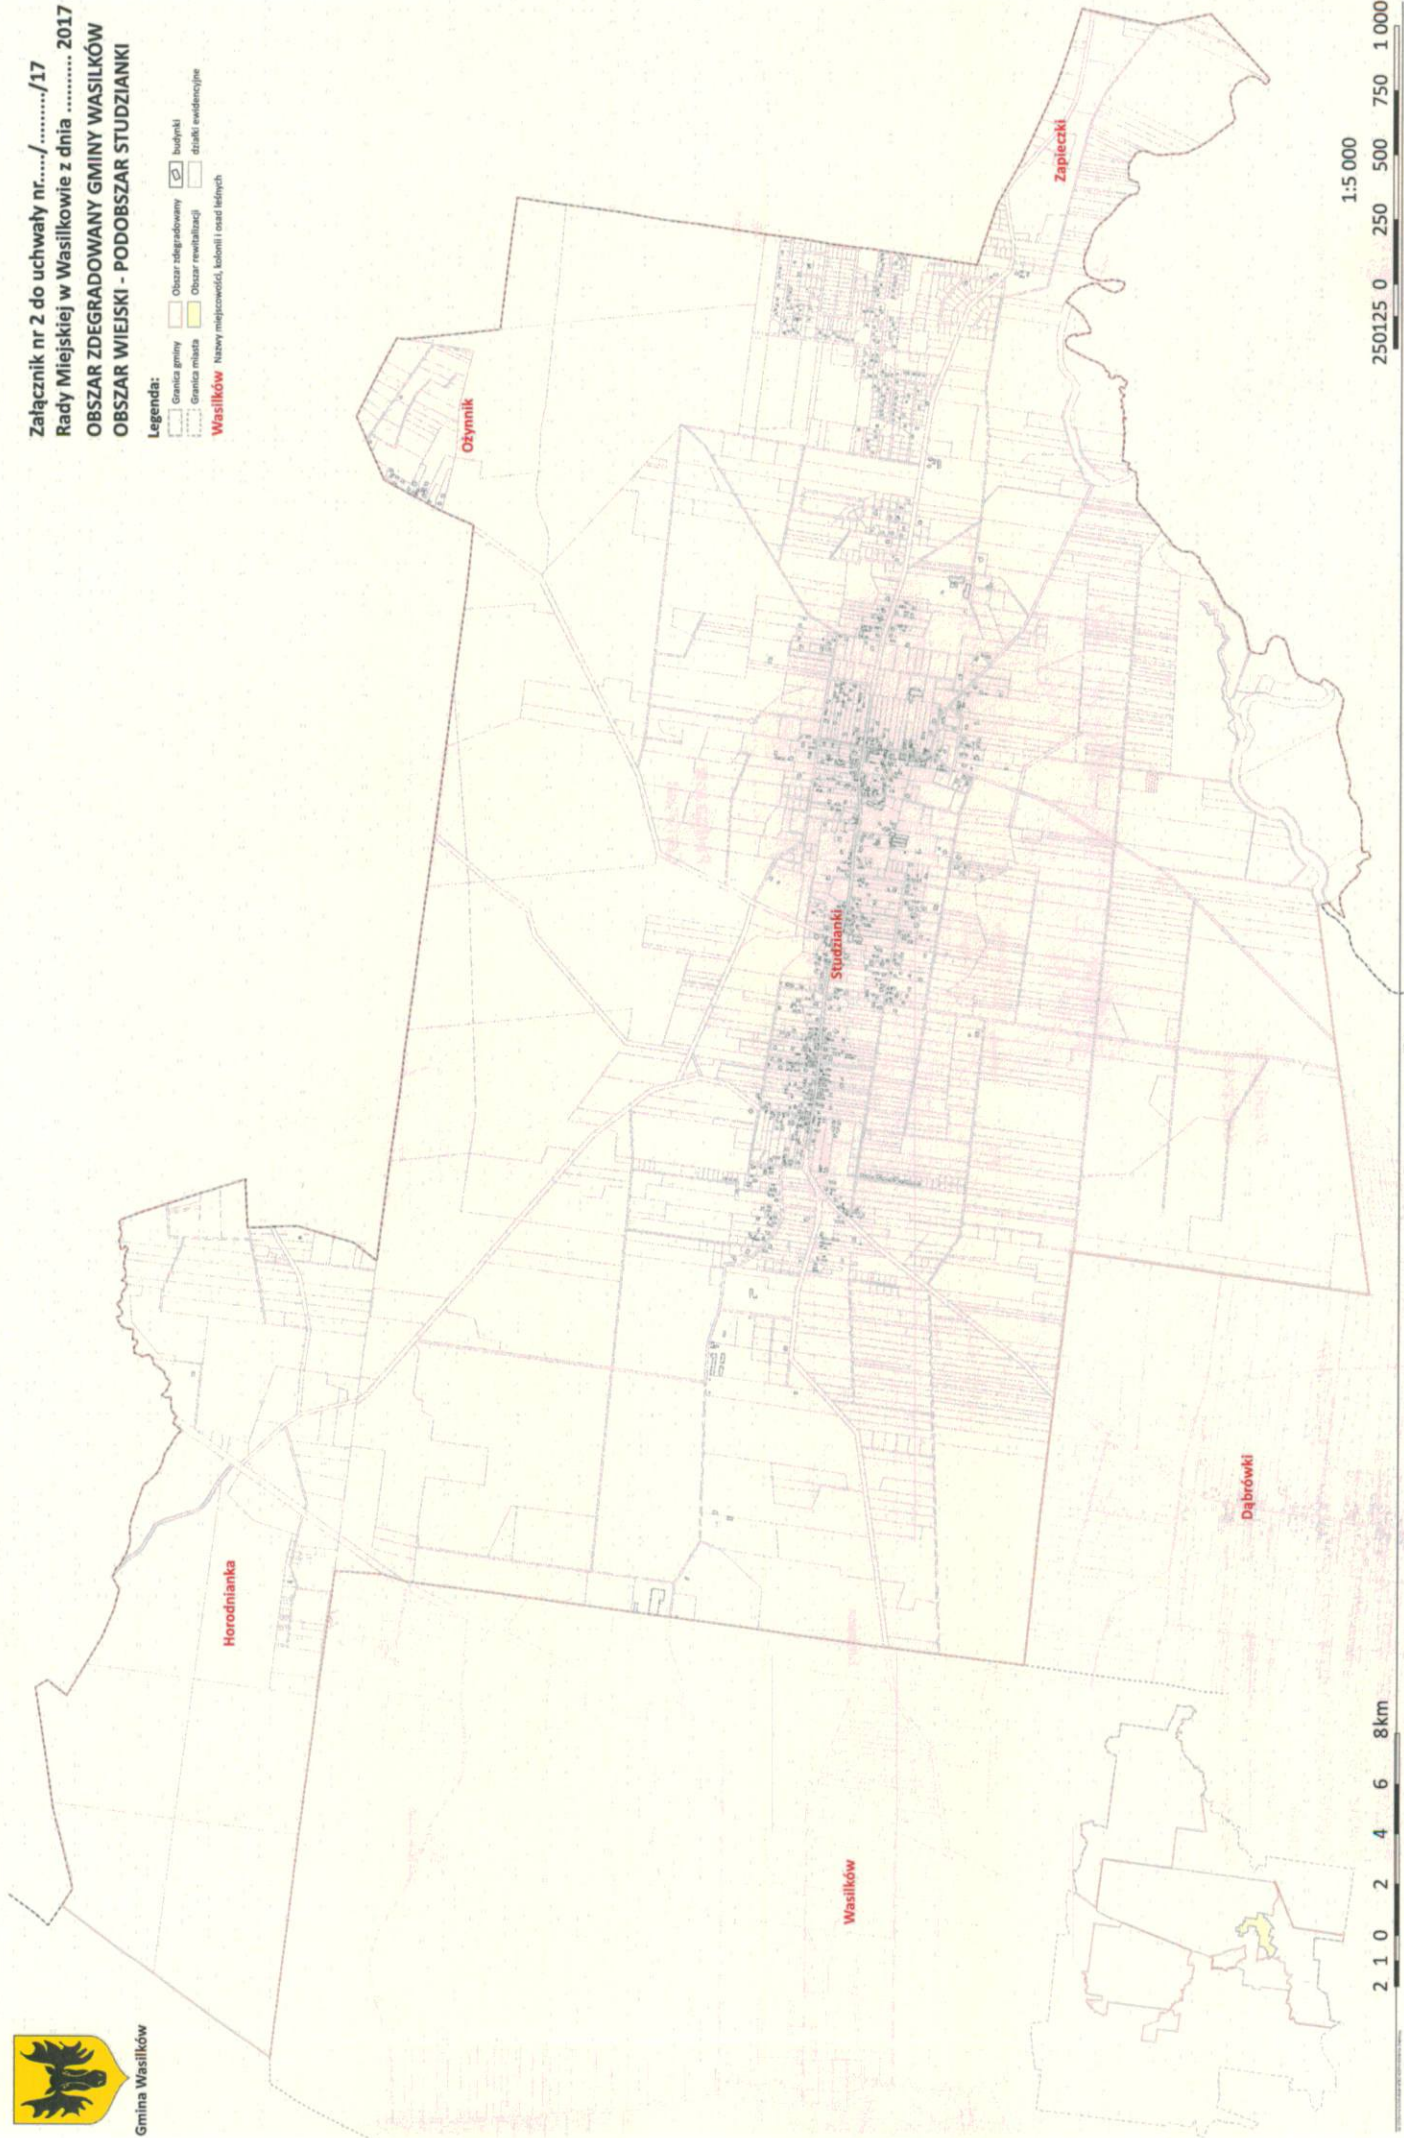 Załącznik nr 2 do uchwały nr...../........./17
Rady Miejskiej w Wasilkowie z dnia ........... 2017
OBSZAR ZDEGRADOWANY GMINY WASILKÓW
OBSZAR WIEJSKI - PODOBSZAR STUDZIANKI
Legenda:
Granica gminy Obszar zdegradowany budynki
Granica miasta Obszar rewitalizacji działki ewidencyjne
Wasilków Nazwy miejscowości, kolonii i osad leśnych
Gmina Wasilków
Horodnianka
Ożynnik
Zapieczki
Studzianki
Wasilków
Dąbrówki
2 1 0 2 4 6 8km
1:5 000
250125 0 250 500 750 1 000